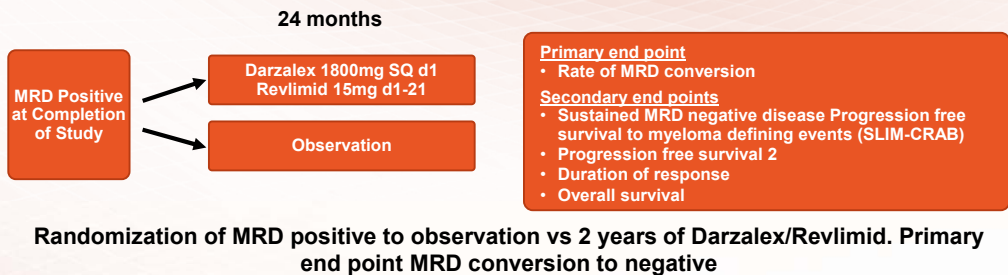 24 months
MRD Positive
at Completion
of Study
Darzalex 1800mg SQ d1
Revlimid 15mg d1-21
Observation
Primary end point
• Rate of MRD conversion
Secondary end points
• Sustained MRD negative disease Progression free
survival to myeloma defining events (SLIM-CRAB)
• Progression free survival 2
• Duration of response
• Overall survival
Randomization of MRD positive to observation vs 2 years of Darzalex/Revlimid. Primary
end point MRD conversion to negative